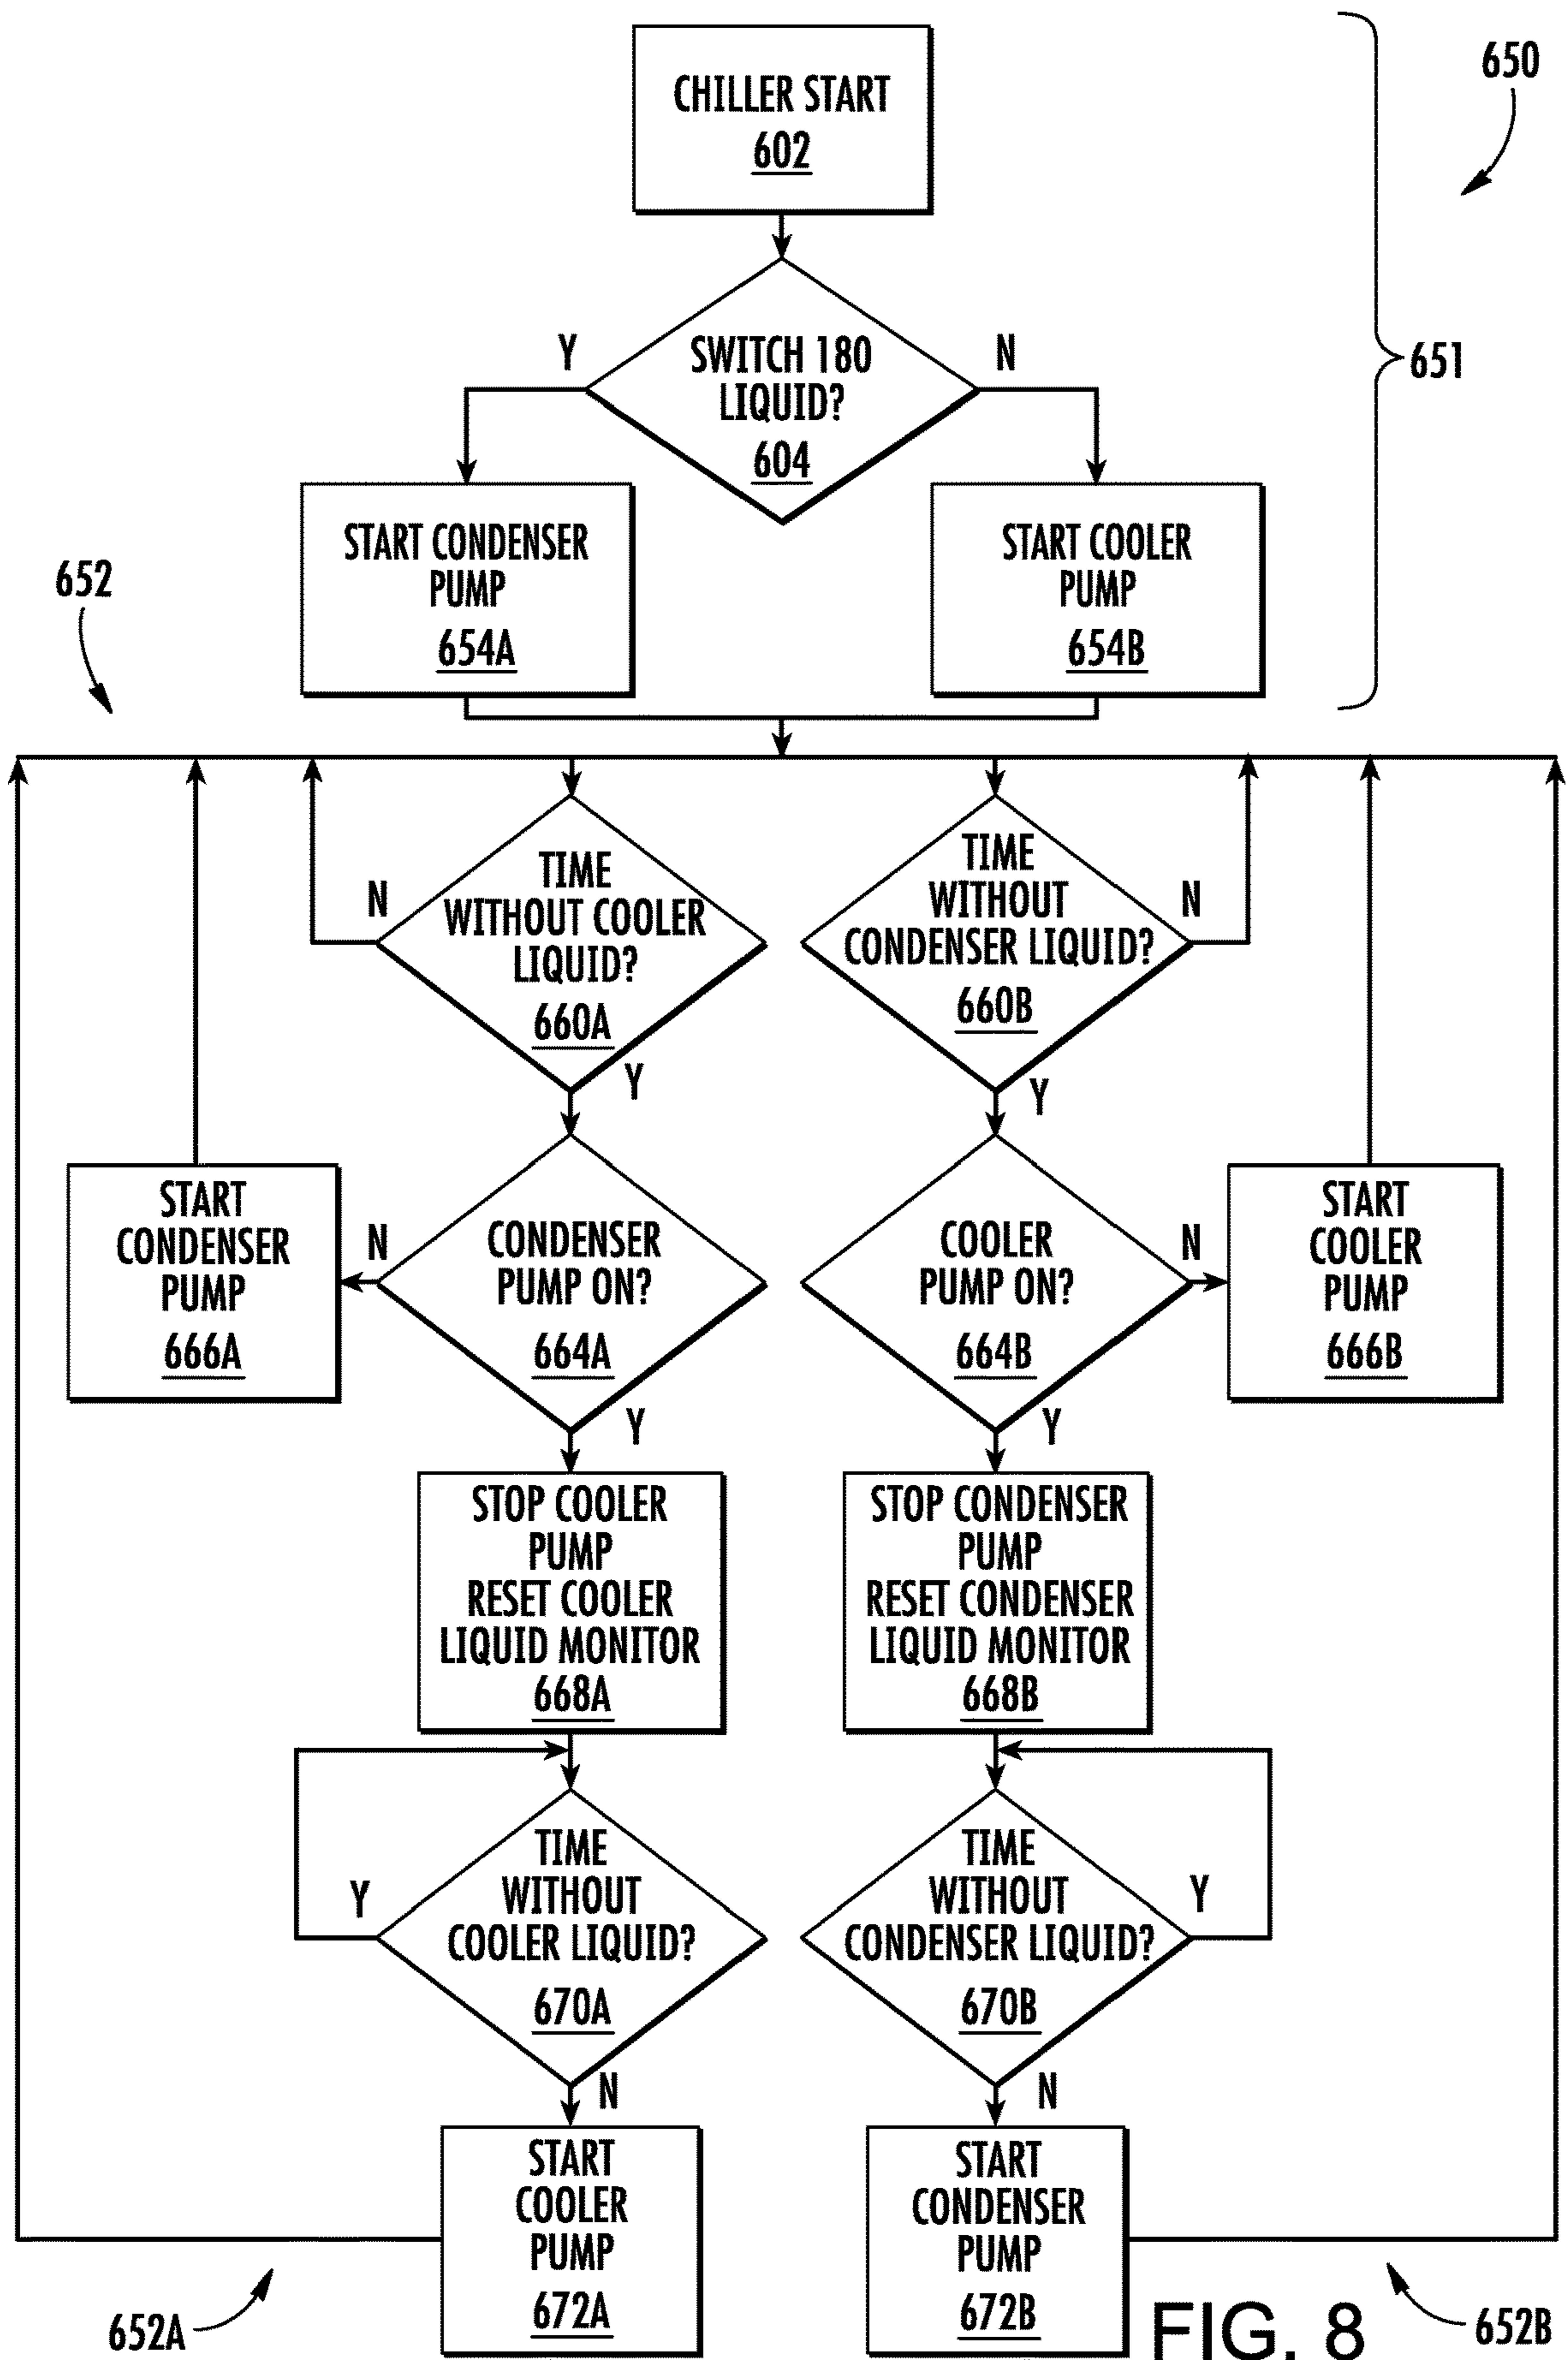 CHILLER START
602
650
Y
SWITCH 180
LIQUID?
604
N
651
START CONDENSER
PUMP
654A
START COOLER
PUMP
654B
652
N
TIME
WITHOUT COOLER
LIQUID?
660A
Y
TIME
WITHOUT
CONDENSER LIQUID?
660B
N
Y
START
CONDENSER
PUMP
666A
N
CONDENSER
PUMP ON?
664A
Y
COOLER
PUMP ON?
664B
N
Y
START
COOLER
PUMP
666B
STOP COOLER
PUMP
RESET COOLER
LIQUID MONITOR
668A
STOP CONDENSER
PUMP
RESET CONDENSER
LIQUID MONITOR
668B
Y
TIME
WITHOUT
COOLER LIQUID?
670A
N
TIME
WITHOUT
CONDENSER LIQUID?
670B
Y
N
START
COOLER
PUMP
672A
START
CONDENSER
PUMP
672B
652A
FIG. 8
652B